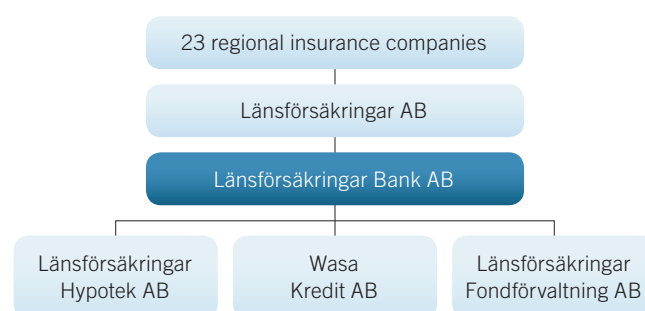 23 regional insurance companies
Länsförsäkringar AB
Länsförsäkringar Bank AB
Länsförsäkringar
Hypotek AB
Wasa
Kredit AB
Länsförsäkringar
Fondförvaltning AB